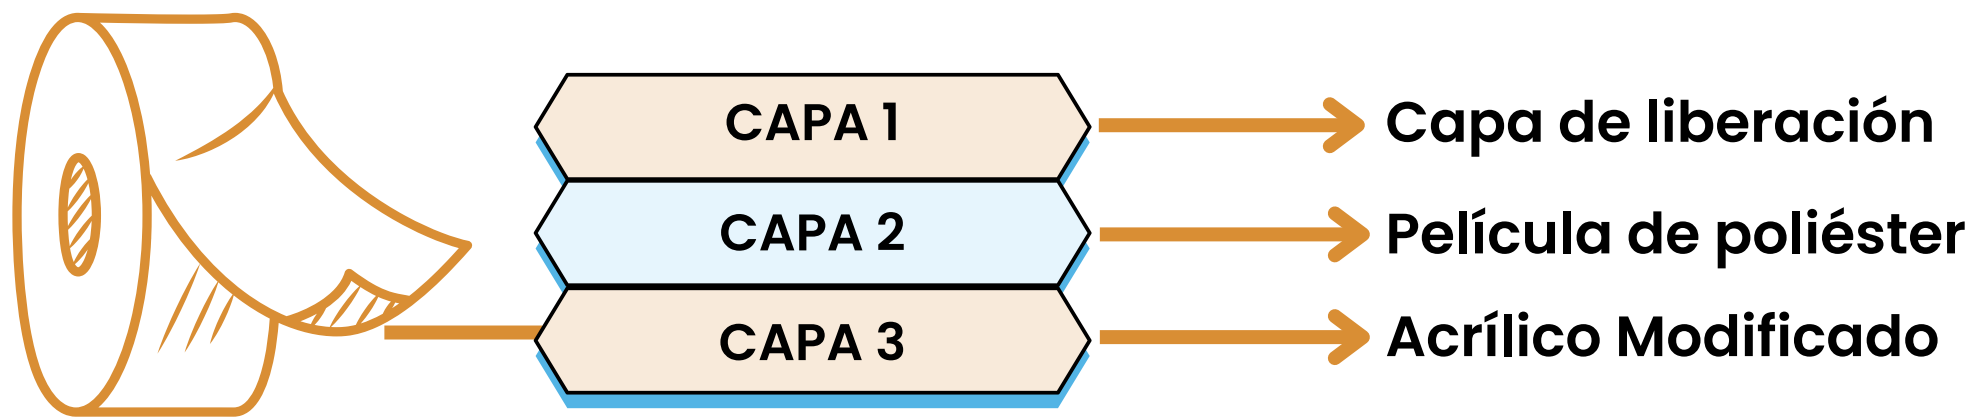 CAPA 1
Capa de liberación
CAPA 2
Película de poliéster
CAPA 3
Acrílico Modificado